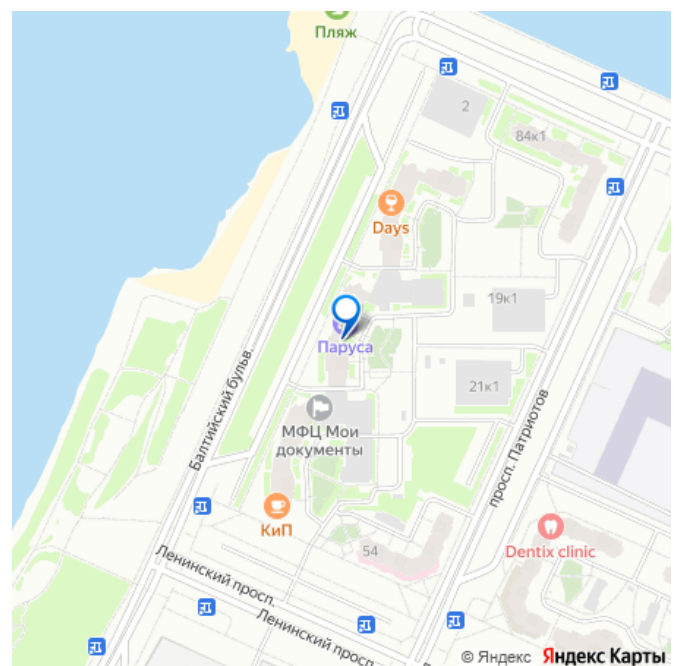 Пляж
2
84к1
Days
19к1
Паруса
21к1
Балтийский бульв.
просп. Патриотов
МФЦ Мои
документы
КиП
54
Dentix clinic
Ленинский просп.
Ленинский просп.
© Яндекс Яндекс Карты